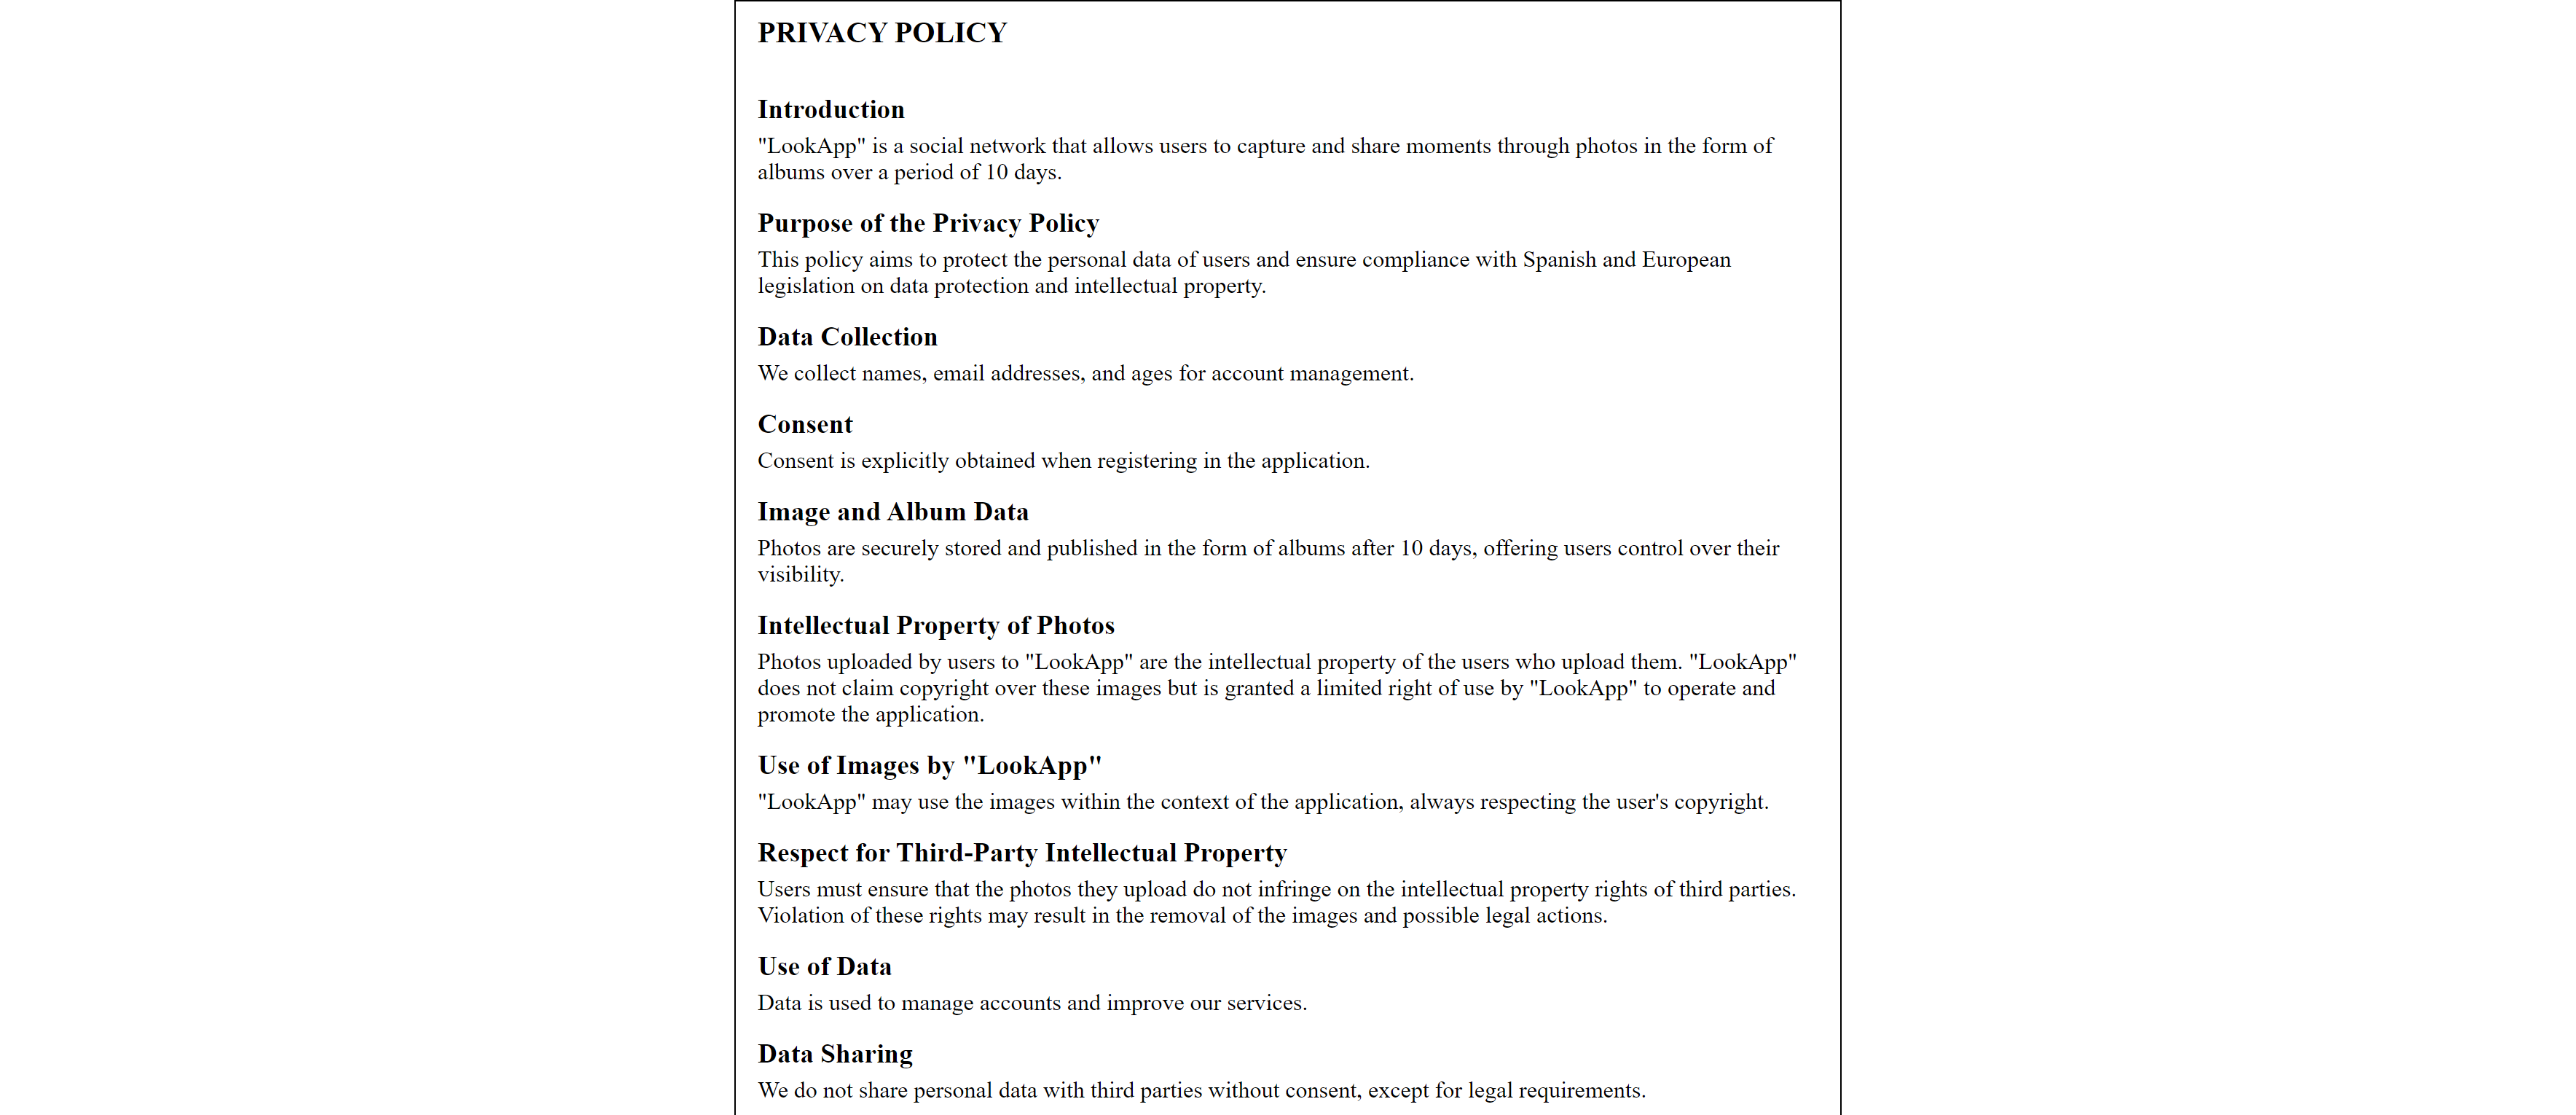 PRIVACY POLICY
Introduction
"LookApp" is a social network that allows users to capture and share moments through photos in the form of
albums over a period of 10 days.
Purpose of the Privacy Policy
This policy aims to protect the personal data of users and ensure compliance with Spanish and European
legislation on data protection and intellectual property.
Data Collection
We collect names, email addresses, and ages for account management.
Consent
Consent is explicitly obtained when registering in the application.
Image and Album Data
Photos are securely stored and published in the form of albums after 10 days, offering users control over their
visibility.
Intellectual Property of Photos
Photos uploaded by users to "LookApp" are the intellectual property of the users who upload them. "LookApp"
does not claim copyright over these images but is granted a limited right of use by "LookApp" to operate and
promote the application.
Use of Images by "LookApp"
"LookApp" may use the images within the context of the application, always respecting the user's copyright.
Respect for Third-Party Intellectual Property
Users must ensure that the photos they upload do not infringe on the intellectual property rights of third parties.
Violation of these rights may result in the removal of the images and possible legal actions.
Use of Data
Data is used to manage accounts and improve our services.
Data Sharing
We do not share personal data with third parties without consent, except for legal requirements.